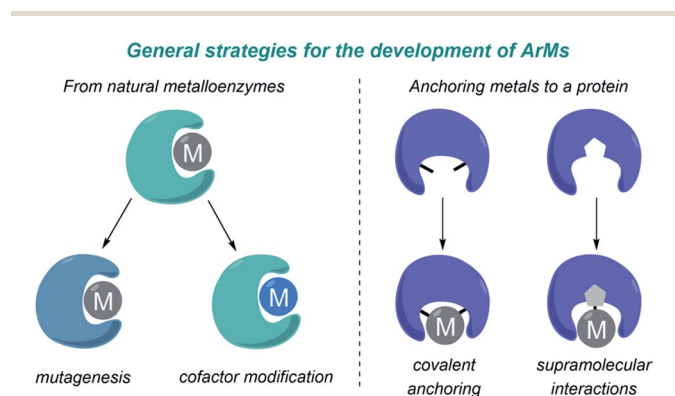 General strategies for the development of ArMs
From natural metalloenzymes
Anchoring metals to a protein
M
M
M
M
M
mutagenesis
cofactor modification
covalent
anchoring
supramolecular
interactions